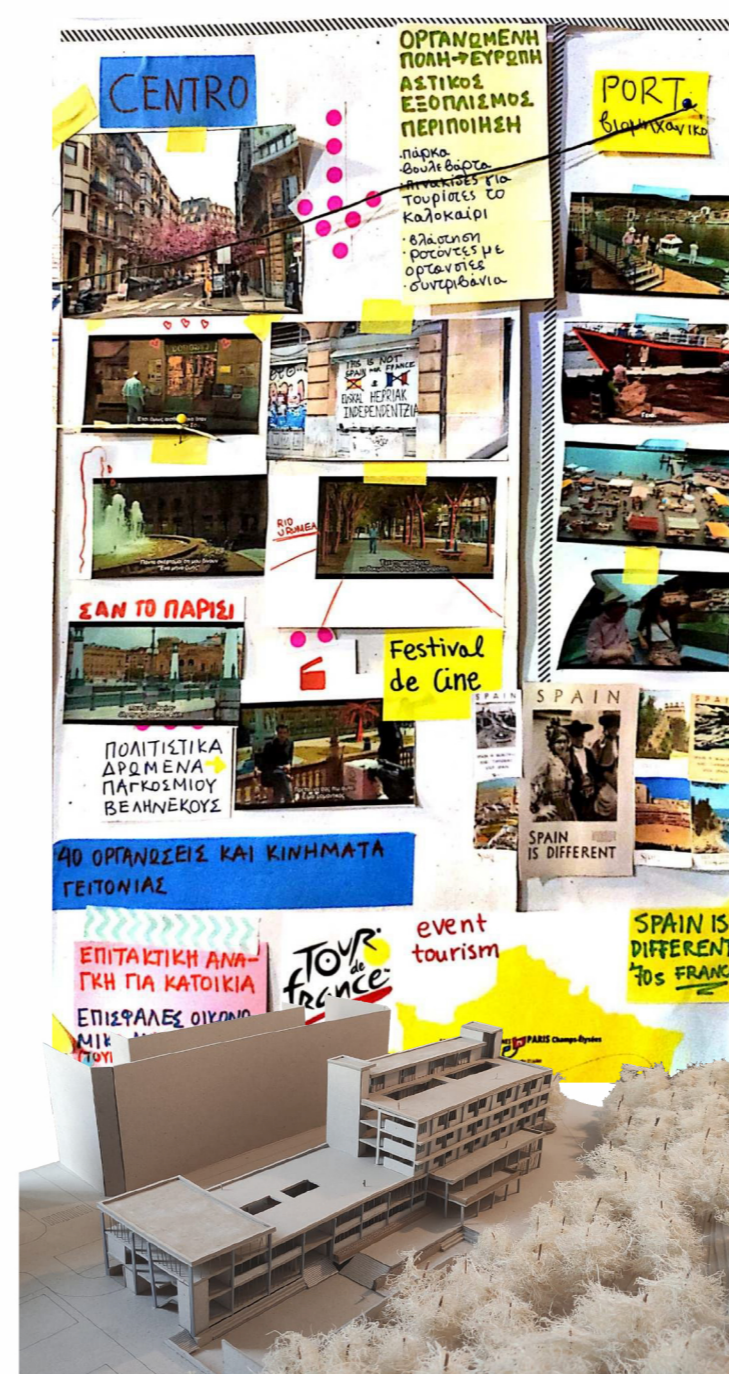 CENTRO
ΟΡΓΑΝΩΜΕΝΗ
ΠΟΛΗ→ΕΥΡΩΠΗ
ΑΣΤΙΚΟΣ
ΕΞΟΠΛΙΣΜΟΣ
ΠΕΡΙΠΟΙΗΣΗ
·πάρκα
·βουλεβάρτα
·πινακίδες για
τουρίστες το
καλοκαίρι
·βλάστηση
·ροτόντες με
ορτανσίες
·συντριβάνια
PORT.
βιομηχανικό
THIS IS NOT
SPAIN NOR FRANCE
EUSKAL HERRIAK
INDEPENDENTZIA
RIO
URUMEA
ΣΑΝ ΤΟ ΠΑΡΙΣΙ
Festival
de Cine
ΠΟΛΙΤΙΣΤΙΚΑ
ΔΡΩΜΕΝΑ
ΠΑΓΚΟΣΜΙΟΥ
ΒΕΛΗΝΕΚΟΥΣ
SPAIN
SPAIN
SPAIN
IS DIFFERENT
40 ΟΡΓΑΝΩΣΕΙΣ ΚΑΙ ΚΙΝΗΜΑΤΑ
ΓΕΙΤΟΝΙΑΣ
ΕΠΙΤΑΚΤΙΚΗ ΑΝΑ-
ΓΚΗ ΓΙΑ ΚΑΤΟΙΚΙΑ
ΕΠΙΣΦΑΛΕΣ ΟΙΚΟΝΟ
ΜΙΚ
TOUR
de
france
event
tourism
SPAIN IS
DIFFERENT
'70s FRANC
PARIS Champs-Élysées